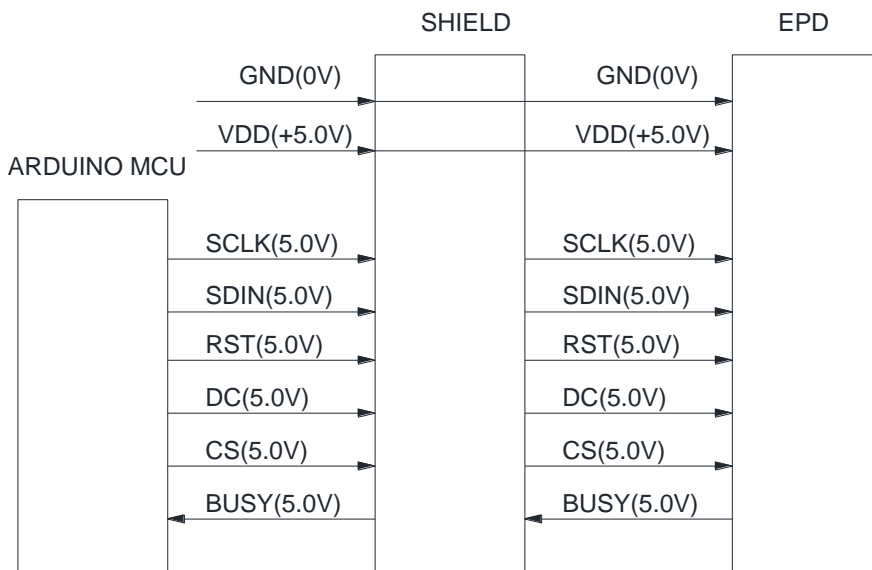 SHIELD
EPD
GND(0V)
GND(0V)
VDD(+5.0V)
VDD(+5.0V)
ARDUINO MCU
SCLK(5.0V)
SCLK(5.0V)
SDIN(5.0V)
SDIN(5.0V)
RST(5.0V)
RST(5.0V)
DC(5.0V)
DC(5.0V)
CS(5.0V)
CS(5.0V)
BUSY(5.0V)
BUSY(5.0V)